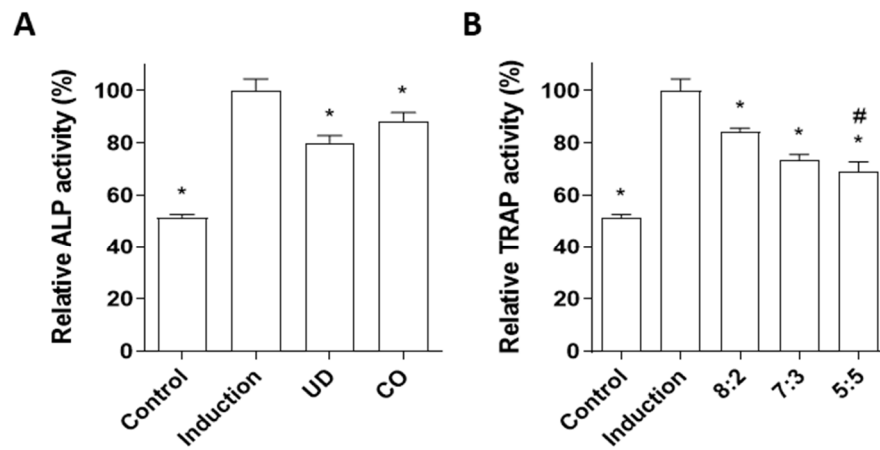 A
Relative ALP activity (%)
100
80
60
40
20
0
*
*
*
Control
Induction
UD
CO
B
Relative TRAP activity (%)
100
80
60
40
20
0
*
*
*
#
*
Control
Induction
8:2
7:3
5:5